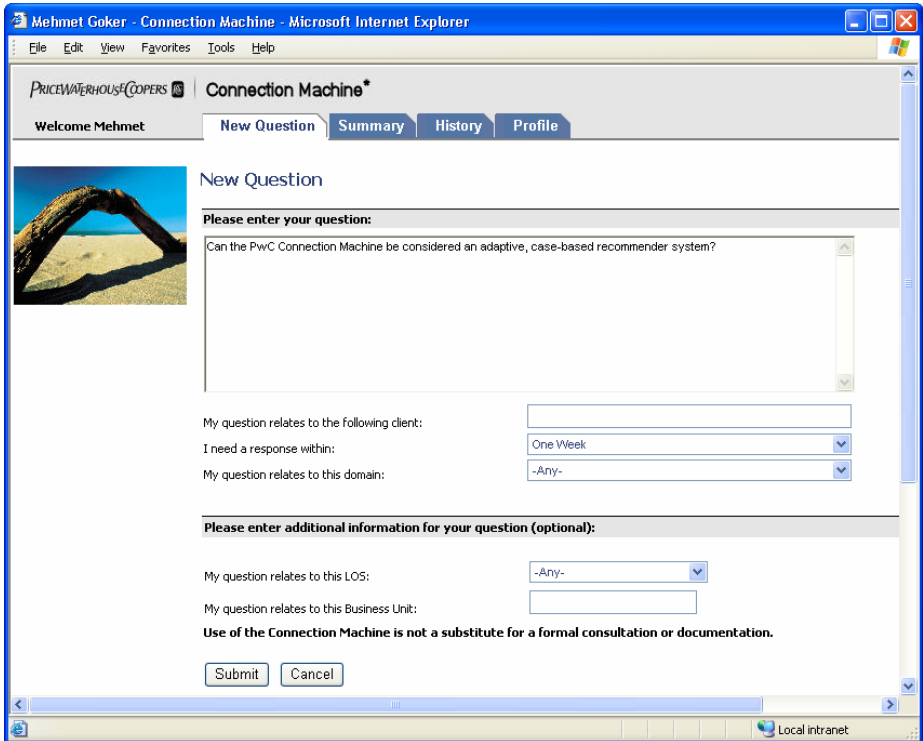 Mehmet Goker - Connection Machine - Microsoft Internet Explorer
File Edit View Favorites Tools Help
PRICEWATERHOUSECOOPERS Connection Machine*
Welcome Mehmet New Question Summary History Profile
New Question
Please enter your question:
Can the PwC Connection Machine be considered an adaptive, case-based recommender system?
My question relates to the following client:
I need a response within: One Week
My question relates to this domain: -Any-
Please enter additional information for your question (optional):
My question relates to this LOS: -Any-
My question relates to this Business Unit:
Use of the Connection Machine is not a substitute for a formal consultation or documentation.
Submit Cancel
Local intranet